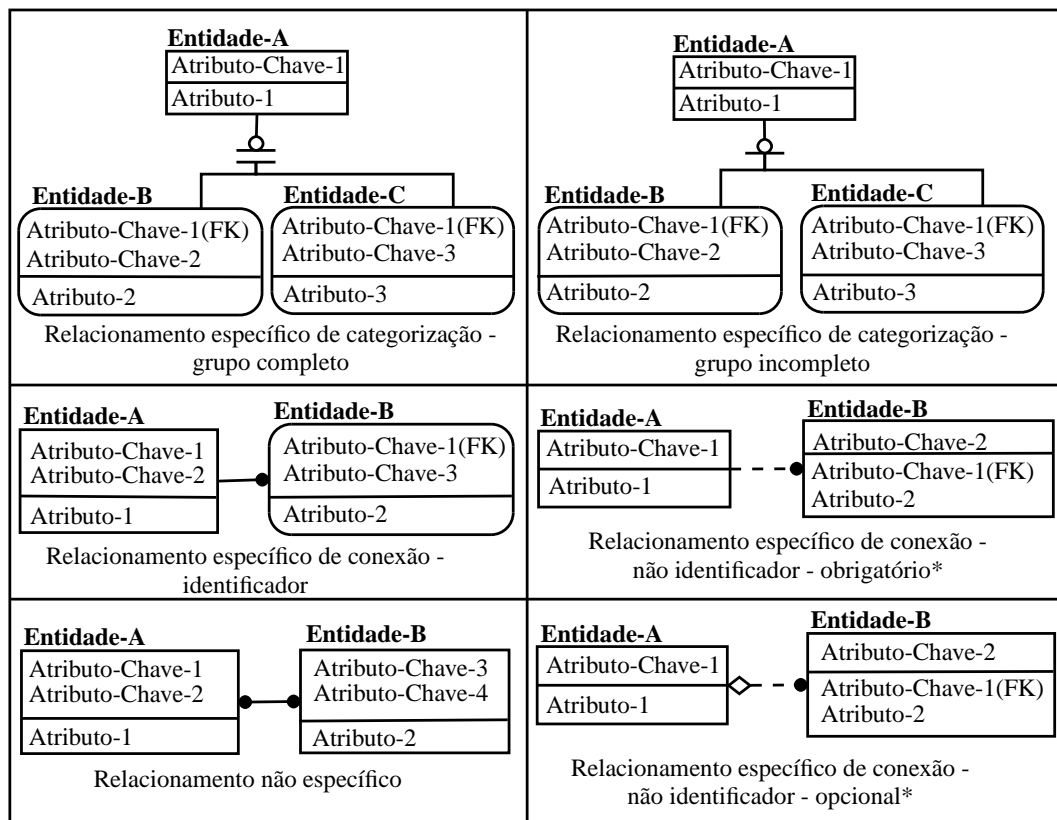 Entidade-A
Atributo-Chave-1
Atributo-1
Entidade-B
Atributo-Chave-1(FK)
Atributo-Chave-2
Atributo-2
Entidade-C
Atributo-Chave-1(FK)
Atributo-Chave-3
Atributo-3
Relacionamento específico de categorização -
grupo completo
Entidade-A
Atributo-Chave-1
Atributo-1
Entidade-B
Atributo-Chave-1(FK)
Atributo-Chave-2
Atributo-2
Entidade-C
Atributo-Chave-1(FK)
Atributo-Chave-3
Atributo-3
Relacionamento específico de categorização -
grupo incompleto
Entidade-A
Atributo-Chave-1
Atributo-Chave-2
Atributo-1
Entidade-B
Atributo-Chave-1(FK)
Atributo-Chave-3
Atributo-2
Relacionamento específico de conexão -
identificador
Entidade-A
Atributo-Chave-1
Atributo-1
Entidade-B
Atributo-Chave-2
Atributo-Chave-1(FK)
Atributo-2
Relacionamento específico de conexão -
não identificador - obrigatório*
Entidade-A
Atributo-Chave-1
Atributo-Chave-2
Atributo-1
Entidade-B
Atributo-Chave-3
Atributo-Chave-4
Atributo-2
Relacionamento não específico
Entidade-A
Atributo-Chave-1
Atributo-1
Entidade-B
Atributo-Chave-2
Atributo-Chave-1(FK)
Atributo-2
Relacionamento específico de conexão -
não identificador - opcional*